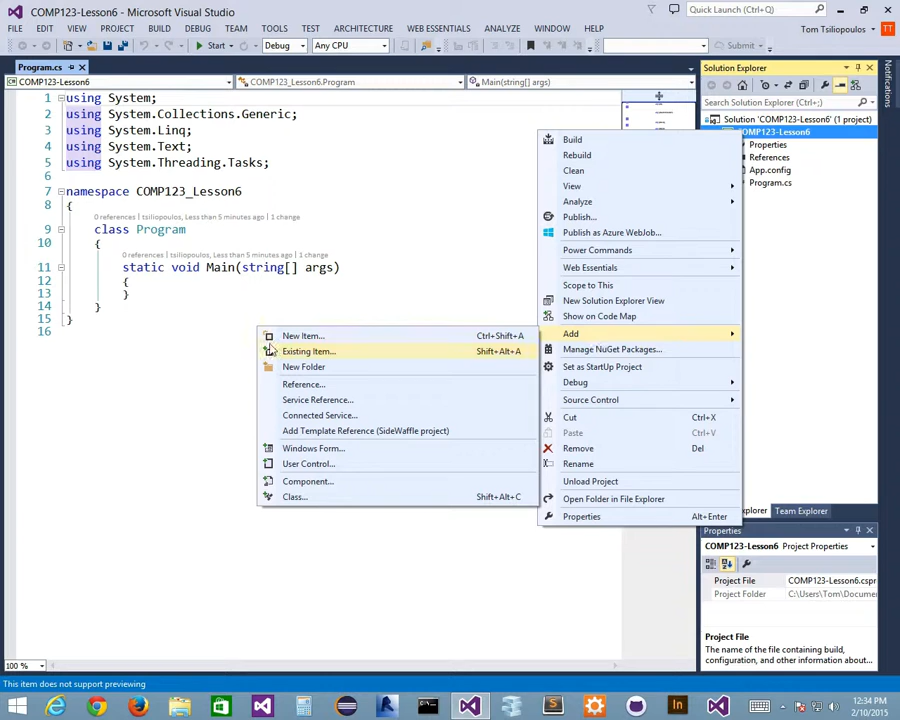 COMP123-Lesson6 - Microsoft Visual Studio
Quick Launch (Ctrl+Q)
FILE EDIT VIEW PROJECT BUILD DEBUG TEAM TOOLS TEST ARCHITECTURE WEB ESSENTIALS ANALYZE WINDOW HELP
Tom Tsiliopoulos TT
Start Debug Any CPU Submit
Program.cs
COMP123-Lesson6 COMP123_Lesson6.Program Main(string[] args)
1 using System;
2 using System.Collections.Generic;
3 using System.Linq;
4 using System.Text;
5 using System.Threading.Tasks;
6
7 namespace COMP123_Lesson6
8 {
0 references | tsiliopoulos, Less than 5 minutes ago | 1 change
9 class Program
10 {
0 references | tsiliopoulos, Less than 5 minutes ago | 1 change
11 static void Main(string[] args)
12 {
13 }
14 }
15 }
16
New Item... Ctrl+Shift+A
Existing Item... Shift+Alt+A
New Folder
Reference...
Service Reference...
Connected Service...
Add Template Reference (SideWaffle project)
Windows Form...
User Control...
Component...
Class... Shift+Alt+C
Build
Rebuild
Clean
View
Analyze
Publish...
Publish as Azure WebJob...
Power Commands
Web Essentials
Scope to This
New Solution Explorer View
Show on Code Map
Add
Manage NuGet Packages...
Set as StartUp Project
Debug
Source Control
Cut Ctrl+X
Paste Ctrl+V
Remove Del
Rename
Unload Project
Open Folder in File Explorer
Properties Alt+Enter
Solution Explorer
Search Solution Explorer (Ctrl+;)
Solution 'COMP123-Lesson6' (1 project)
COMP123-Lesson6
Properties
References
App.config
Program.cs
Notifications
Explorer Team Explorer
Properties
COMP123-Lesson6 Project Properties
Project File COMP123-Lesson6.cspr
Project Folder C:\Users\Tom\Docume
Project File
The name of the file containing build, configuration, and other information about...
100 %
This item does not support previewing
In
12:34 PM
2/10/2015